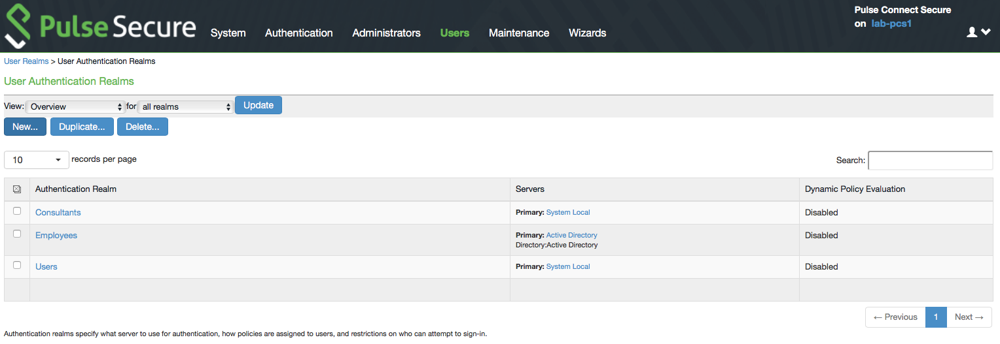 Pulse Secure
System Authentication Administrators Users Maintenance Wizards
Pulse Connect Secure
on lab-pcs1
User Realms > User Authentication Realms
User Authentication Realms
View: Overview for all realms Update
New... Duplicate... Delete...
10 records per page
Search:
Authentication Realm Servers Dynamic Policy Evaluation
Consultants Primary: System Local Disabled
Employees Primary: Active Directory Disabled
Directory:Active Directory
Users Primary: System Local Disabled
← Previous 1 Next →
Authentication realms specify what server to use for authentication, how policies are assigned to users, and restrictions on who can attempt to sign-in.